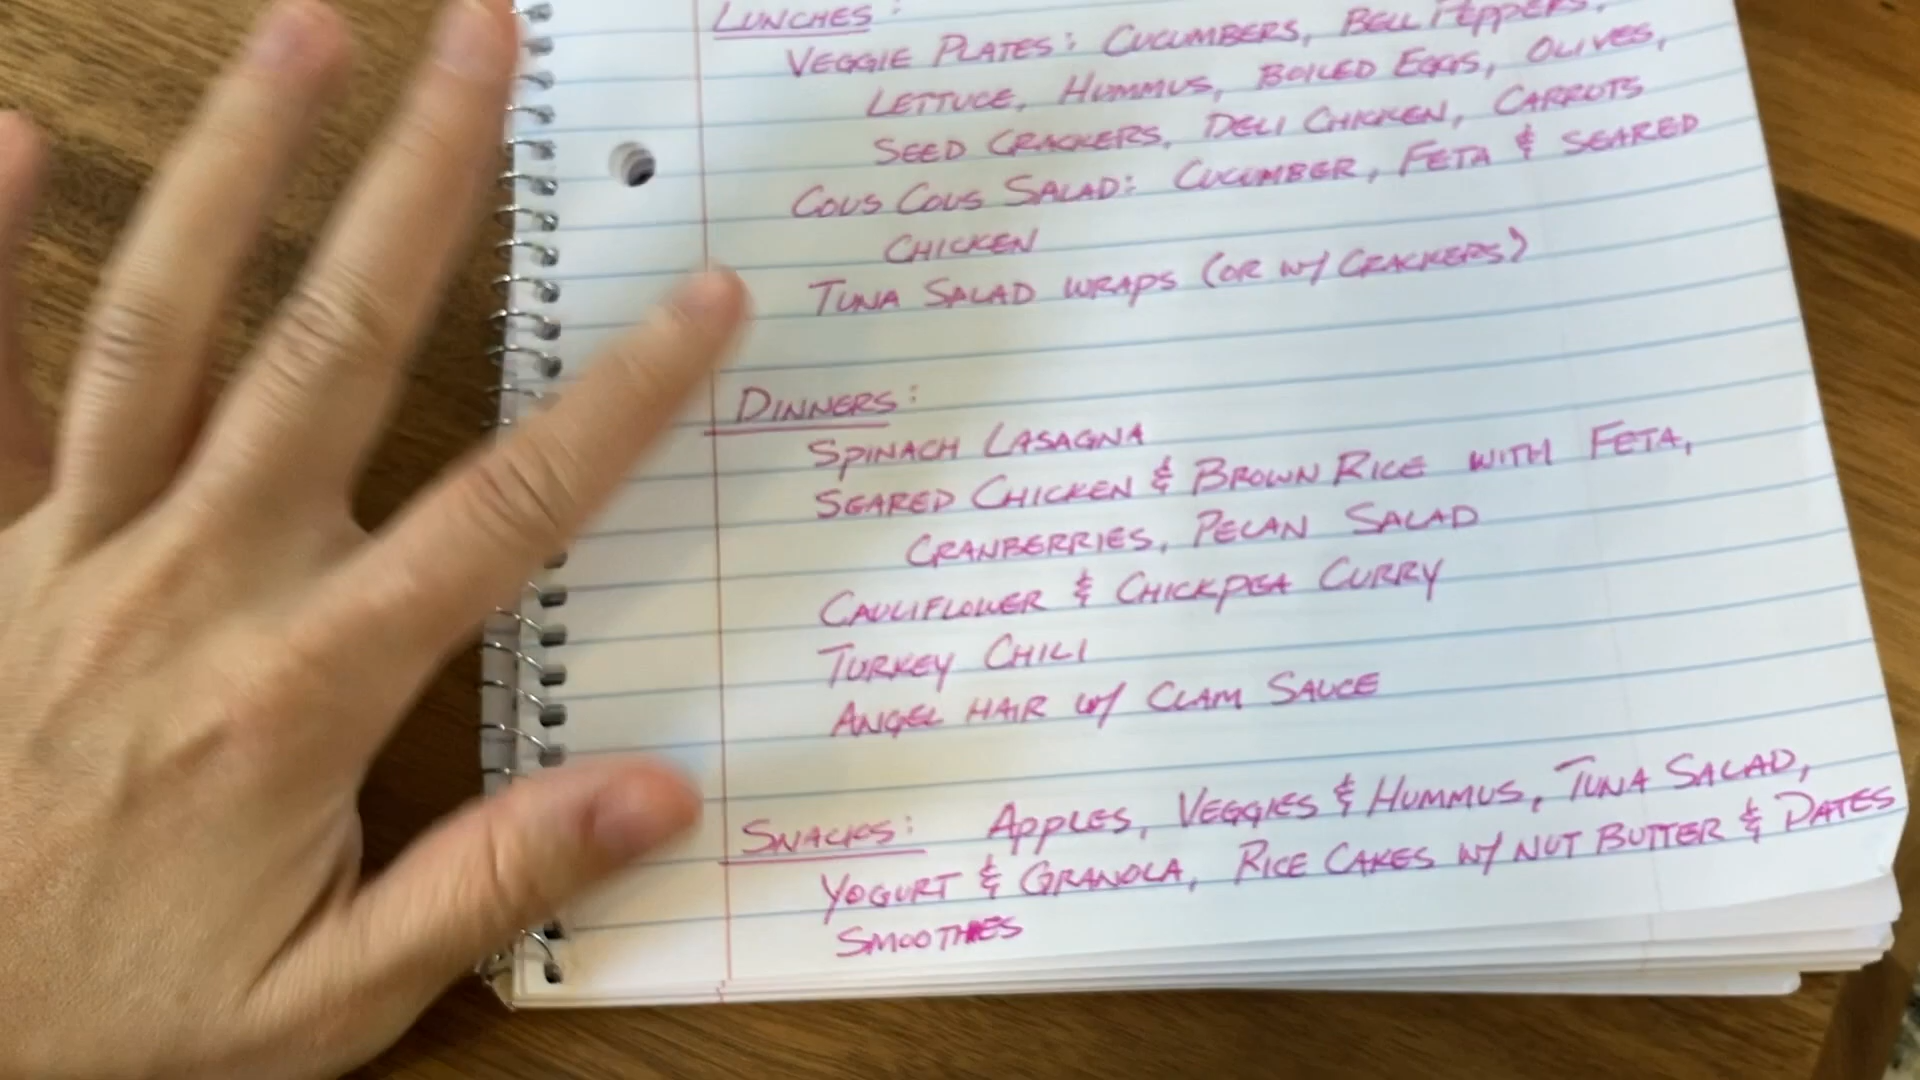 LUNCHES:
VEGGIE PLATES: CUCUMBERS, BELL PEPPERS,
LETTUCE, HUMMUS, BOILED EGGS, OLIVES,
SEED CRACKERS, DELI CHICKEN, CARROTS
COUS COUS SALAD: CUCUMBER, FETA & SEARED
CHICKEN
TUNA SALAD WRAPS (OR W/ CRACKERS)
DINNERS:
SPINACH LASAGNA
SEARED CHICKEN & BROWN RICE WITH FETA,
CRANBERRIES, PECAN SALAD
CAULIFLOWER & CHICKPEA CURRY
TURKEY CHILI
ANGEL HAIR W/ CLAM SAUCE
SNACKS: APPLES, VEGGIES & HUMMUS, TUNA SALAD,
YOGURT & GRANOLA, RICE CAKES W/ NUT BUTTER & DATES
SMOOTHIES